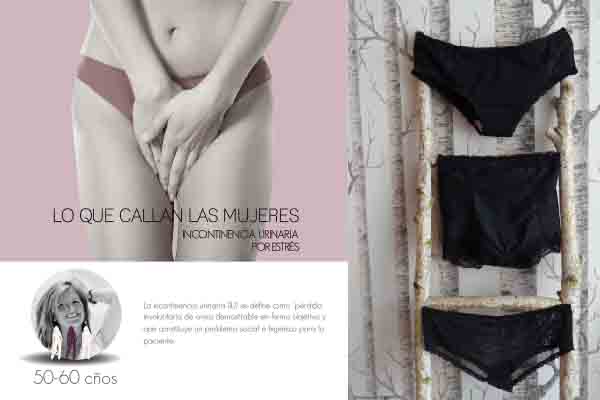 LO QUE CALLAN LAS MUJERES
INCONTINENCIA URINARIA
POR ESTRÉS
La incontinencia urinaria (IU) se define como "pérdida
involuntaria de orina demostrable en forma objetiva y
que constituye un problema social e higiénico para la
paciente.
50-60 años